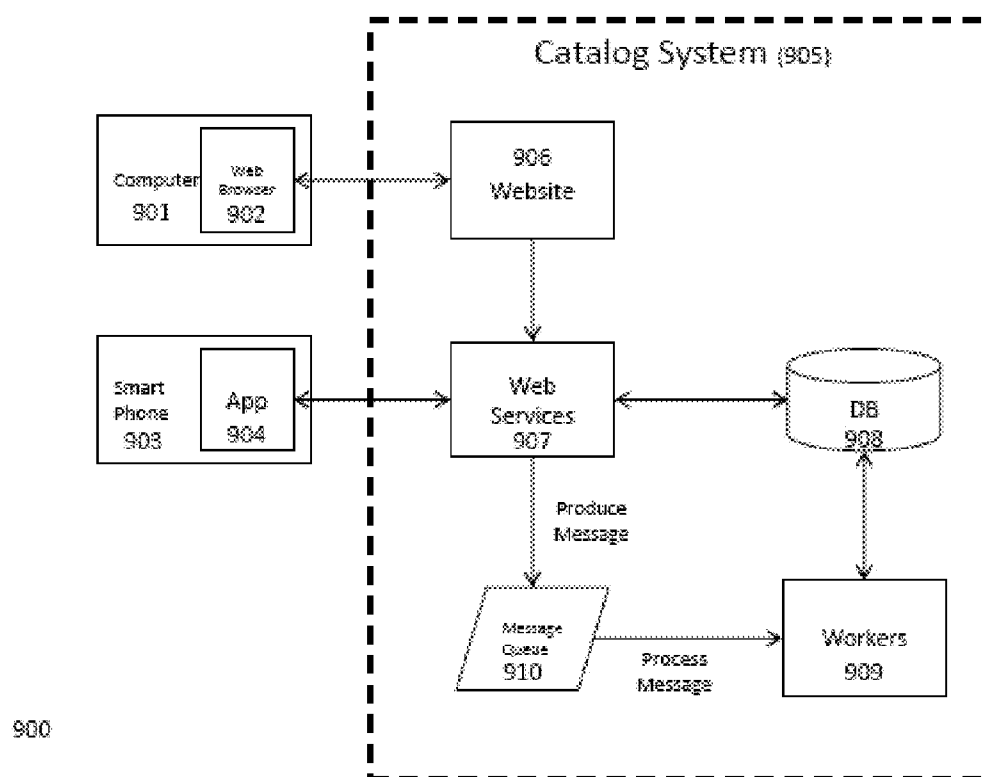 Catalog System (905)
Computer
901
Web
Browser
902
906
Website
Smart
Phone
903
App
904
Web
Services
907
DB
908
Produce
Message
Message
Queue
910
Process
Message
Workers
909
900